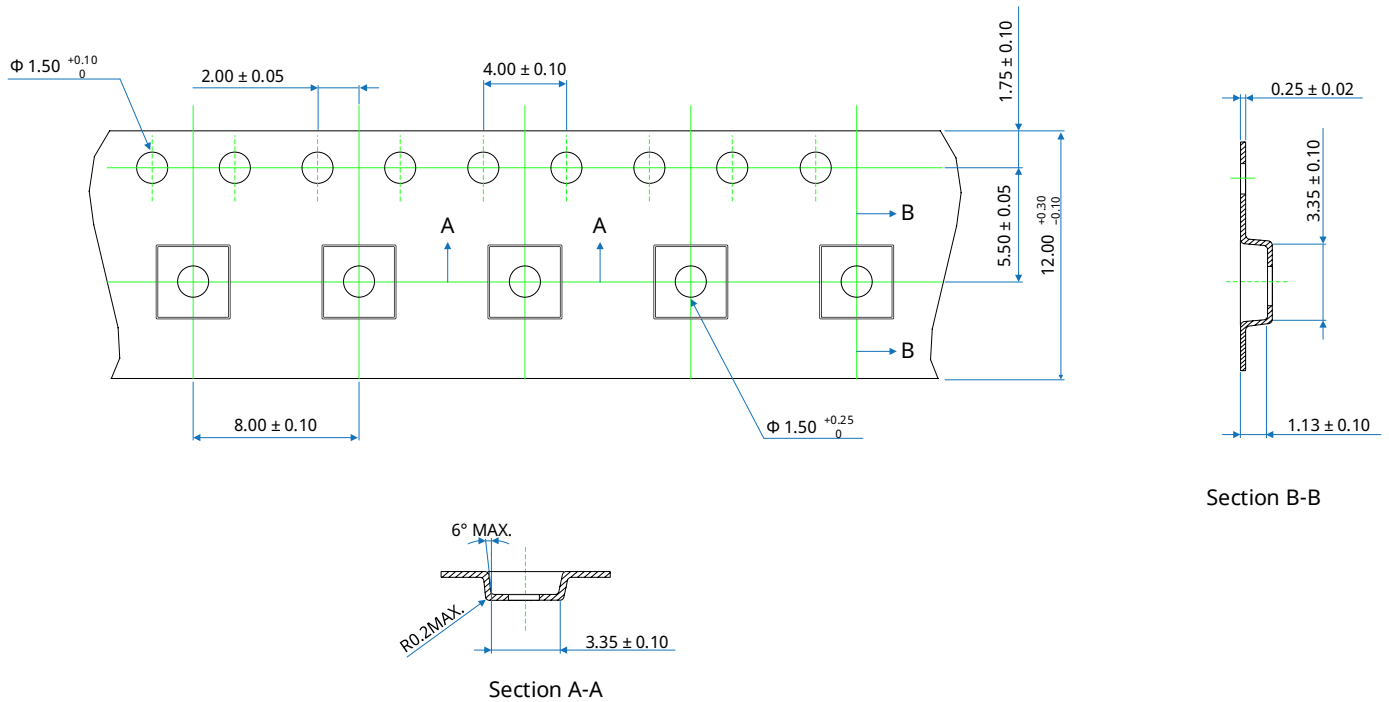 Φ 1.50 +0.10 0
2.00 ± 0.05
4.00 ± 0.10
1.75 ± 0.10
0.25 ± 0.02
3.35 ± 0.10
5.50 ± 0.05
12.00 +0.30 −0.10
A
A
B
B
8.00 ± 0.10
Φ 1.50 +0.25 0
1.13 ± 0.10
Section B-B
6° MAX.
R0.2MAX.
3.35 ± 0.10
Section A-A